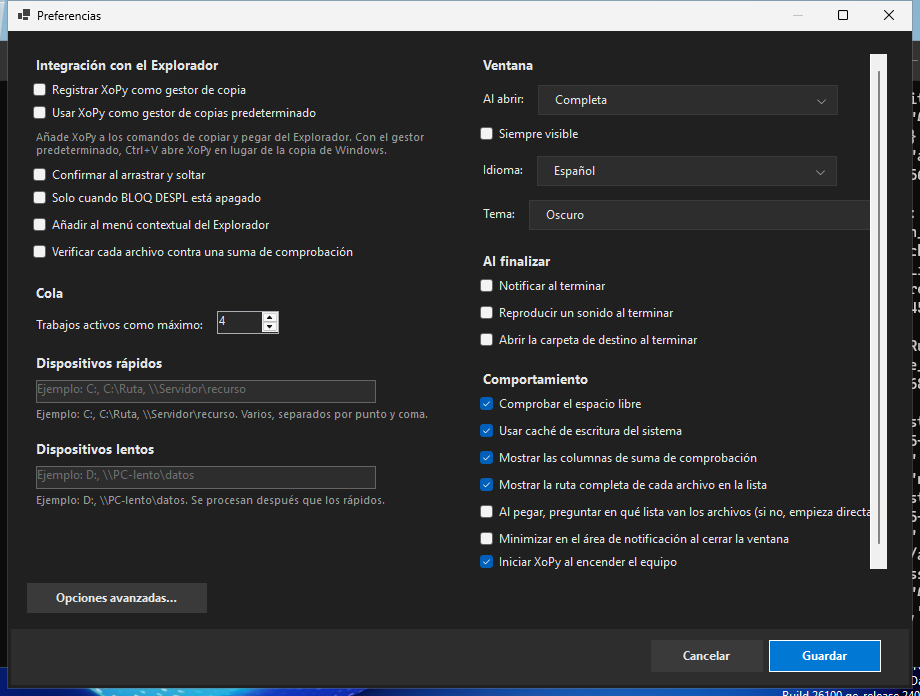 Preferencias
Integración con el Explorador
Registrar XoPy como gestor de copia
Usar XoPy como gestor de copias predeterminado
Añade XoPy a los comandos de copiar y pegar del Explorador. Con el gestor
predeterminado, Ctrl+V abre XoPy en lugar de la copia de Windows.
Confirmar al arrastrar y soltar
Solo cuando BLOQ DESPL está apagado
Añadir al menú contextual del Explorador
Verificar cada archivo contra una suma de comprobación
Cola
Trabajos activos como máximo: 4
Dispositivos rápidos
Ejemplo: C:, C:\Ruta, \\Servidor\recurso
Ejemplo: C:, C:\Ruta, \\Servidor\recurso. Varios, separados por punto y coma.
Dispositivos lentos
Ejemplo: D:, \\PC-lento\datos
Ejemplo: D:, \\PC-lento\datos. Se procesan después que los rápidos.
Opciones avanzadas...
Ventana
Al abrir: Completa
Siempre visible
Idioma: Español
Tema: Oscuro
Al finalizar
Notificar al terminar
Reproducir un sonido al terminar
Abrir la carpeta de destino al terminar
Comportamiento
Comprobar el espacio libre
Usar caché de escritura del sistema
Mostrar las columnas de suma de comprobación
Mostrar la ruta completa de cada archivo en la lista
Al pegar, preguntar en qué lista van los archivos (si no, empieza directa
Minimizar en el área de notificación al cerrar la ventana
Iniciar XoPy al encender el equipo
Cancelar
Guardar